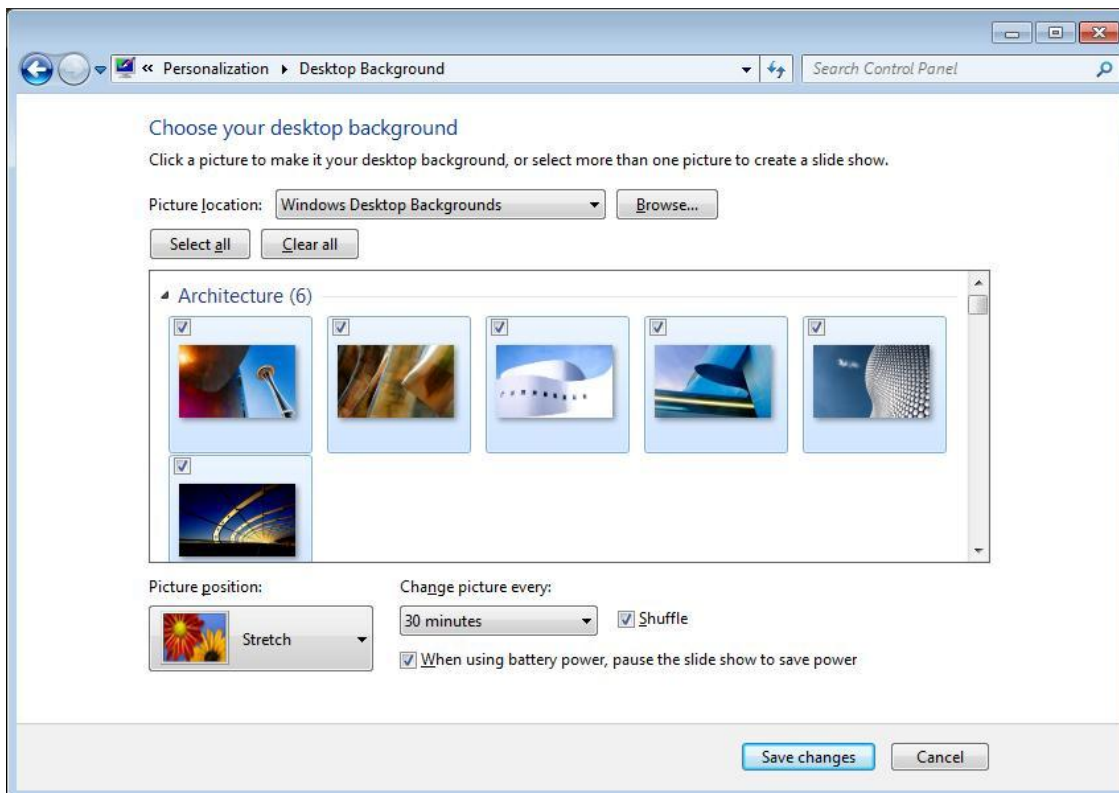 « Personalization ▸ Desktop Background
Search Control Panel
Choose your desktop background
Click a picture to make it your desktop background, or select more than one picture to create a slide show.
Picture location: Windows Desktop Backgrounds Browse...
Select all Clear all
Architecture (6)
Picture position: Change picture every:
Stretch 30 minutes Shuffle
When using battery power, pause the slide show to save power
Save changes Cancel